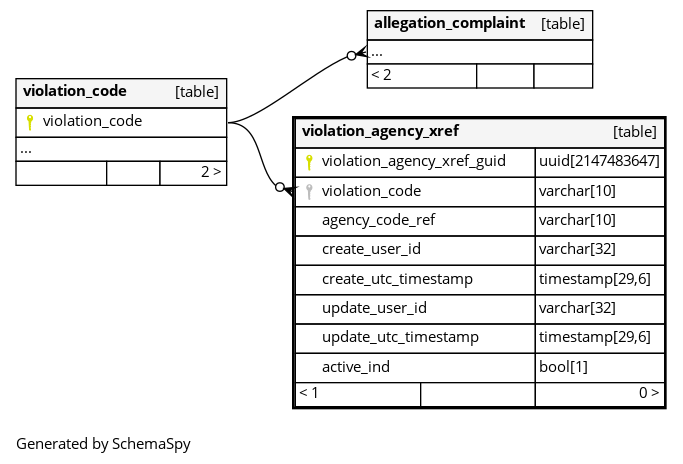 allegation_complaint [table]
...
< 2
violation_code [table]
violation_code
...
2 >
violation_agency_xref [table]
violation_agency_xref_guid uuid[2147483647]
violation_code varchar[10]
agency_code_ref varchar[10]
create_user_id varchar[32]
create_utc_timestamp timestamp[29,6]
update_user_id varchar[32]
update_utc_timestamp timestamp[29,6]
active_ind bool[1]
< 1 0 >
Generated by SchemaSpy